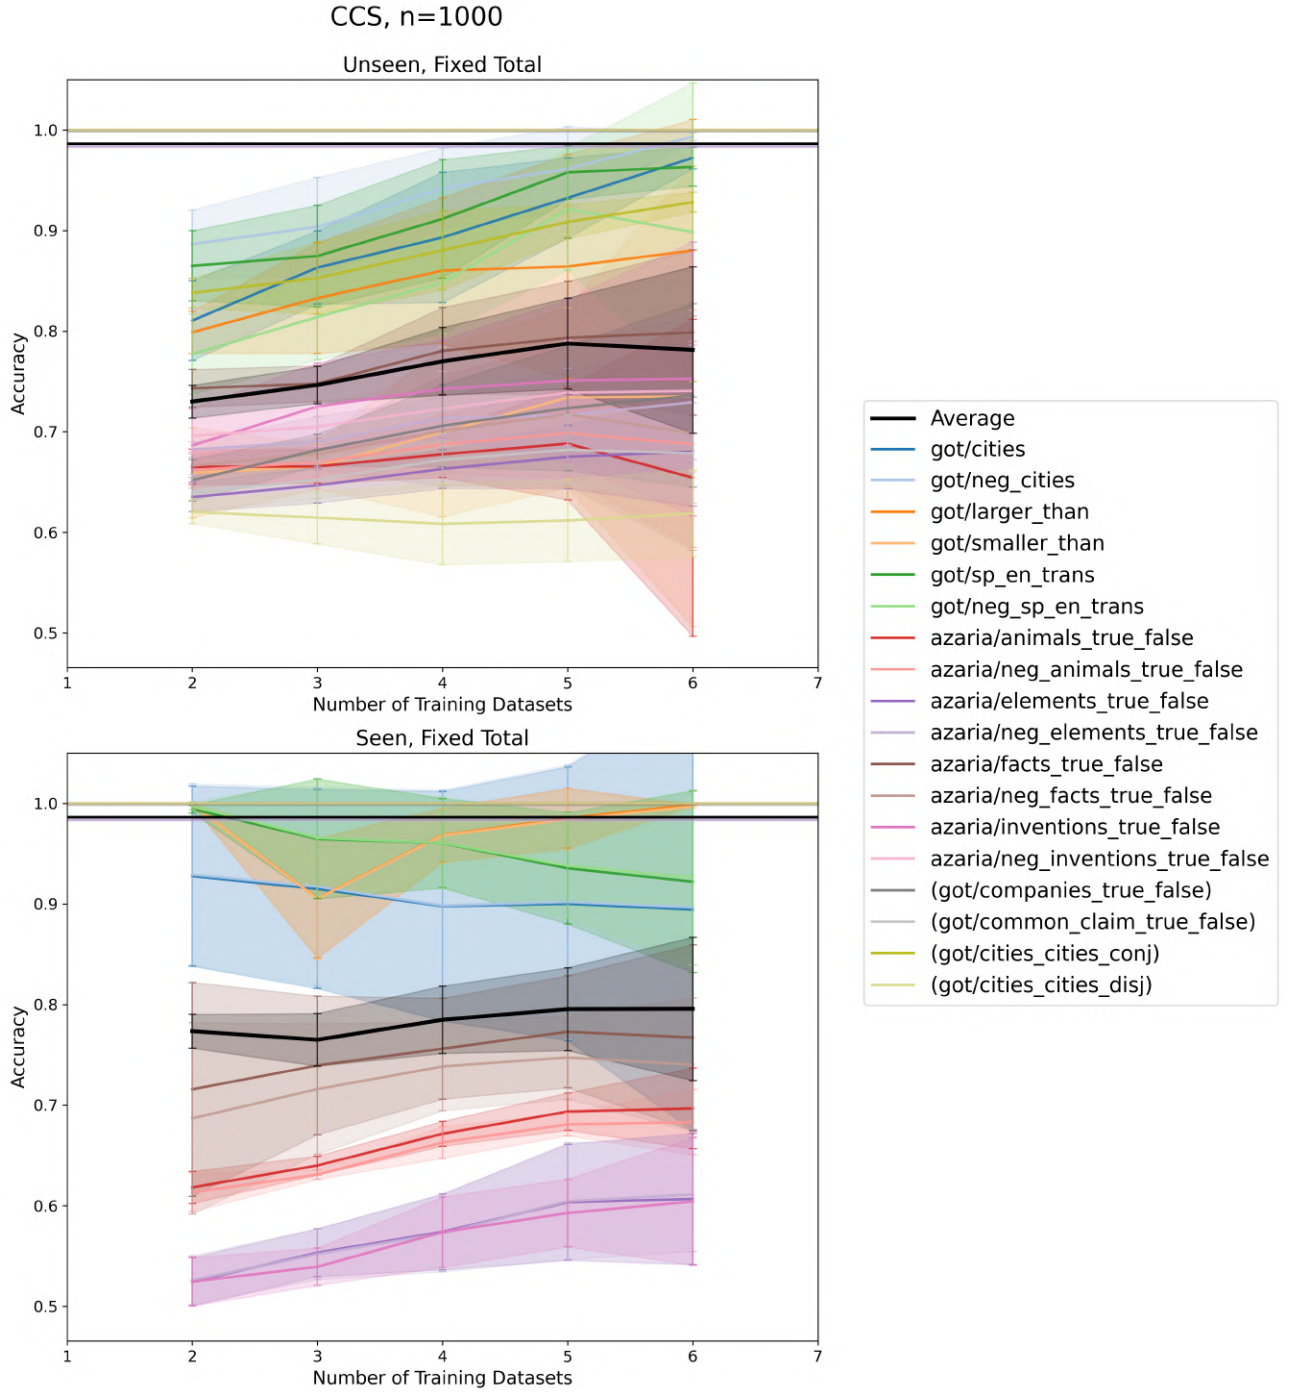 CCS, n=1000
Unseen, Fixed Total
1.0
0.9
0.8
0.7
0.6
0.5
Accuracy
1 2 3 4 5 6 7
Number of Training Datasets
Seen, Fixed Total
1.0
0.9
0.8
0.7
0.6
0.5
Accuracy
1 2 3 4 5 6 7
Number of Training Datasets
Average
got/cities
got/neg_cities
got/larger_than
got/smaller_than
got/sp_en_trans
got/neg_sp_en_trans
azaria/animals_true_false
azaria/neg_animals_true_false
azaria/elements_true_false
azaria/neg_elements_true_false
azaria/facts_true_false
azaria/neg_facts_true_false
azaria/inventions_true_false
azaria/neg_inventions_true_false
(got/companies_true_false)
(got/common_claim_true_false)
(got/cities_cities_conj)
(got/cities_cities_disj)